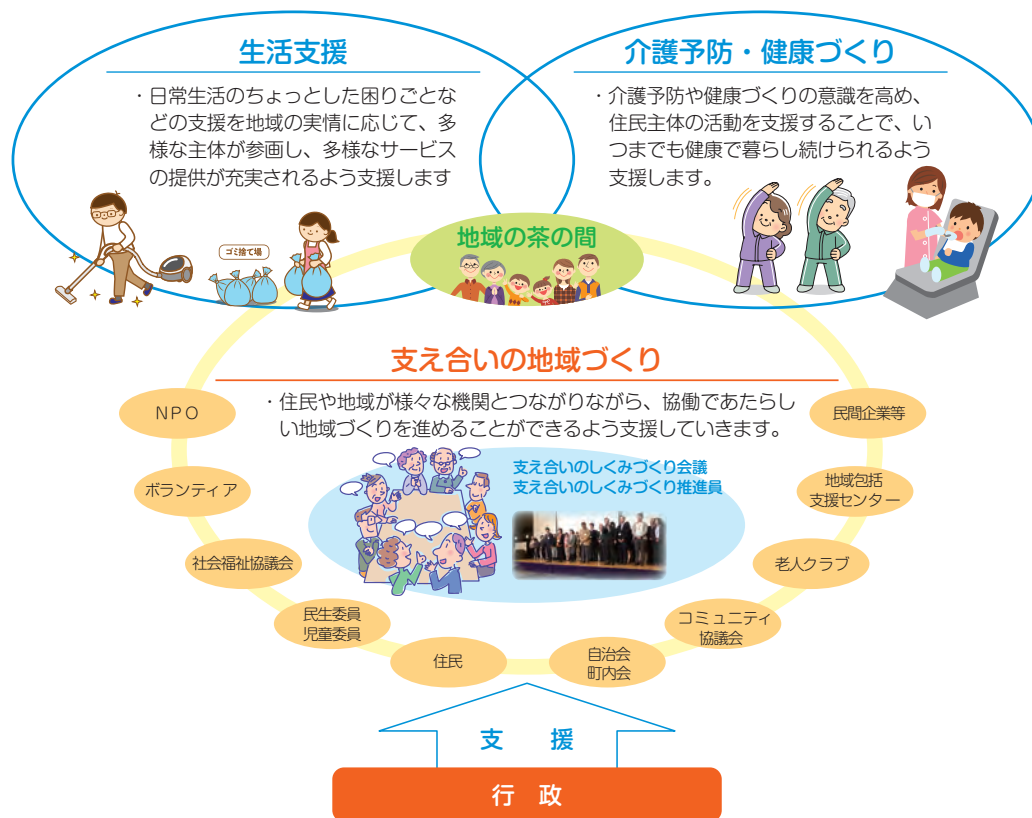 生活支援
・日常生活のちょっとした困りごとな
どの支援を地域の実情に応じて、多
様な主体が参画し、多様なサービス
の提供が充実されるよう支援します
ゴミ捨て場
介護予防・健康づくり
・介護予防や健康づくりの意識を高め、
住民主体の活動を支援することで、い
つまでも健康で暮らし続けられるよう
支援します。
地域の茶の間
支え合いの地域づくり
・住民や地域が様々な機関とつながりながら、協働であたらし
い地域づくりを進めることができるよう支援していきます。
支え合いのしくみづくり会議
支え合いのしくみづくり推進員
NPO
ボランティア
社会福祉協議会
民生委員
児童委員
住民
自治会
町内会
コミュニティ
協議会
老人クラブ
地域包括
支援センター
民間企業等
支　援
行　政